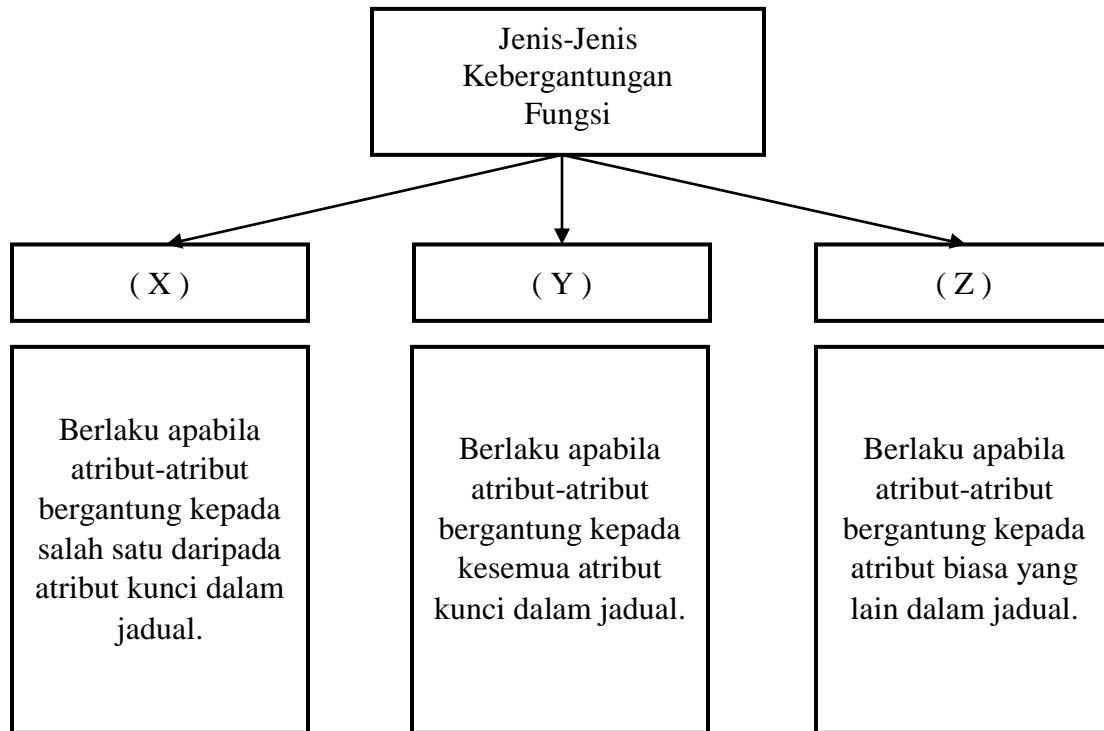 Jenis-Jenis
Kebergantungan
Fungsi
( X )
( Y )
( Z )
Berlaku apabila
atribut-atribut
bergantung kepada
salah satu daripada
atribut kunci dalam
jadual.
Berlaku apabila
atribut-atribut
bergantung kepada
kesemua atribut
kunci dalam jadual.
Berlaku apabila
atribut-atribut
bergantung kepada
atribut biasa yang
lain dalam jadual.